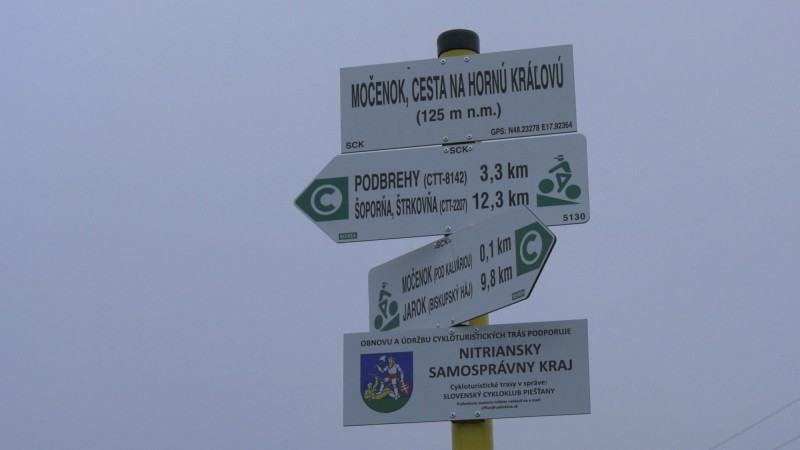 MOČENOK, CESTA NA HORNÚ KRÁĽOVÚ
(125 m n.m.)
GPS: N48.23278 E17.92364
SCK
SCK
C
PODBREHY (CTT-8142) 3,3 km
ŠOPORŇA, ŠTRKOVŇA (CTT-2207) 12,3 km
5130
SCK
MOČENOK (POD KALVÁRIOU) 0,1 km
JAROK (BISKUPSKÝ HÁJ) 9,8 km
C
OBNOVU A ÚDRŽBU CYKLOTURISTICKÝCH TRÁS PODPORUJE
NITRIANSKY
SAMOSPRÁVNY KRAJ
Cykloturistické trasy v správe:
SLOVENSKÝ CYKLOKLUB PIEŠŤANY